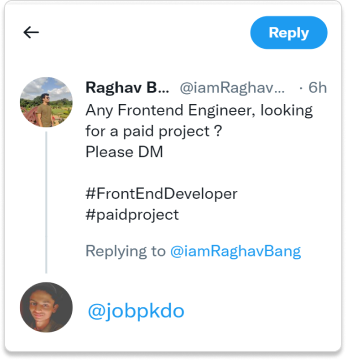 Reply
Raghav B... @iamRaghav... · 6h
Any Frontend Engineer, looking
for a paid project ?
Please DM
#FrontEndDeveloper
#paidproject
Replying to @iamRaghavBang
@jobpkdo